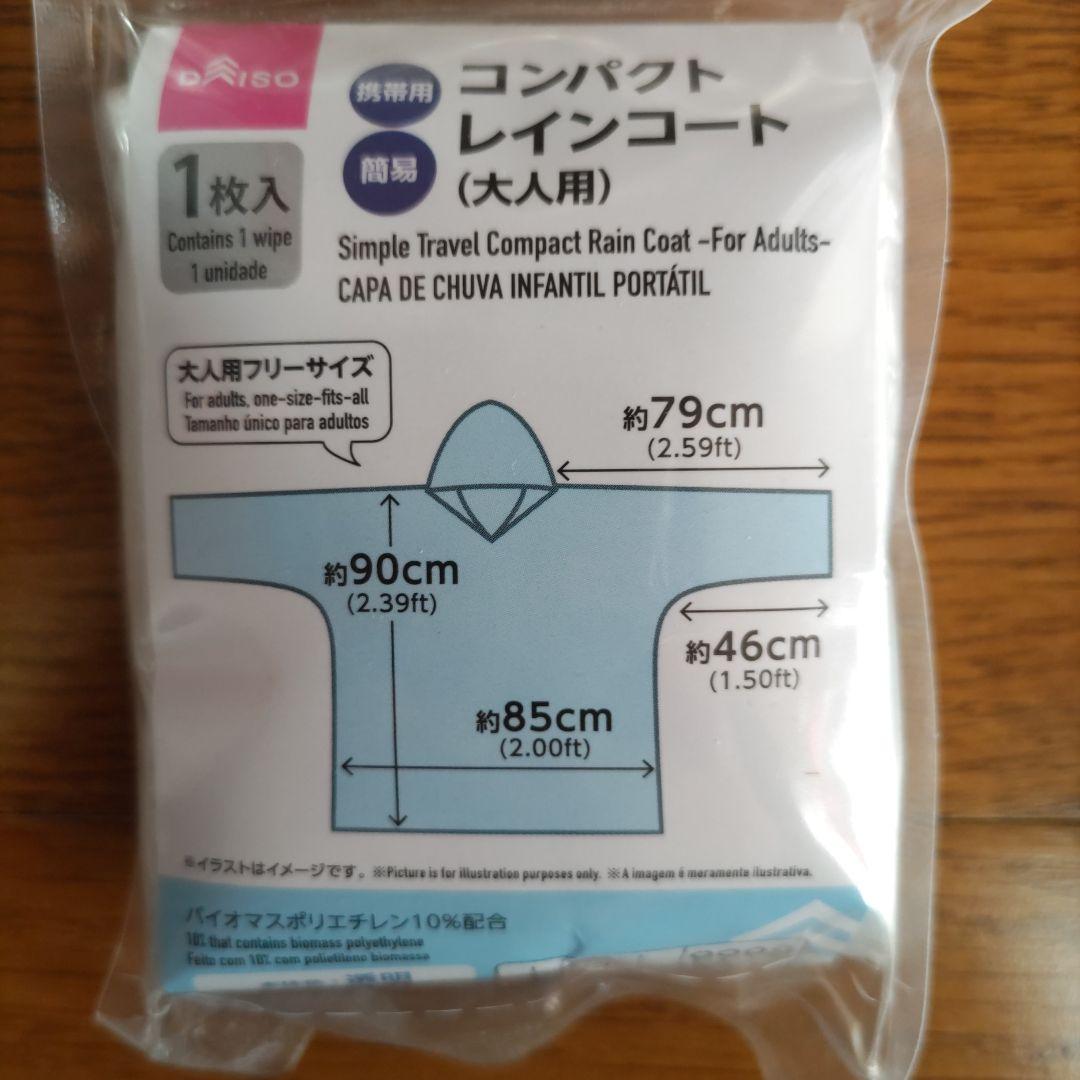 DAISO
携帯用
簡易
コンパクト
レインコート
(大人用)
1枚入
Contains 1 wipe
1 unidade
Simple Travel Compact Rain Coat -For Adults-
CAPA DE CHUVA INFANTIL PORTÁTIL
大人用フリーサイズ
For adults, one-size-fits-all
Tamanho único para adultos
約79cm
(2.59ft)
約90cm
(2.39ft)
約46cm
(1.50ft)
約85cm
(2.00ft)
※イラストはイメージです。 ※Picture is for illustration purposes only. ※A imagem é meramente ilustrativa.
バイオマスポリエチレン10%配合
10% that contains biomass polyethylene
Feito com 10% com polietileno biomassa
透明